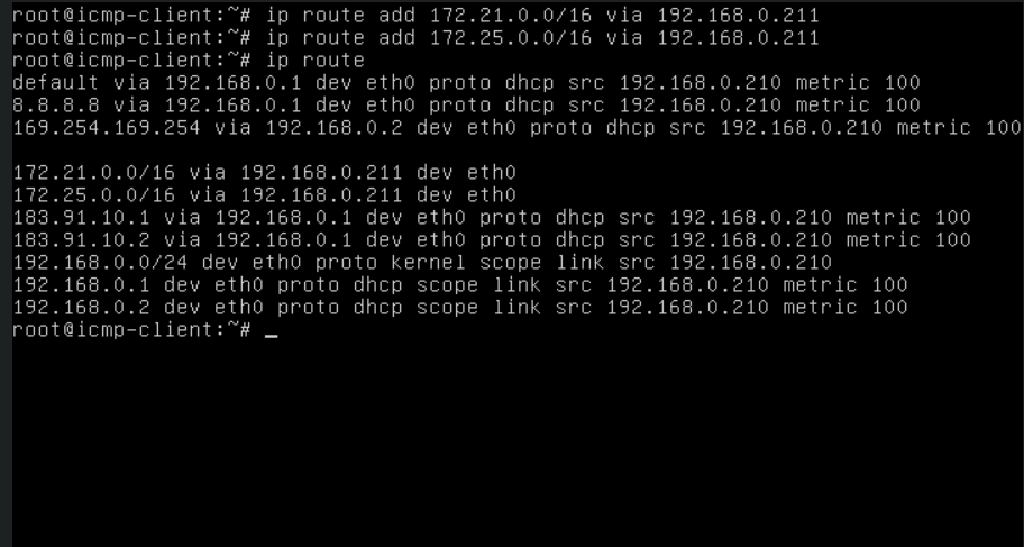 root@icmp-client:~# ip route add 172.21.0.0/16 via 192.168.0.211
root@icmp-client:~# ip route add 172.25.0.0/16 via 192.168.0.211
root@icmp-client:~# ip route
default via 192.168.0.1 dev eth0 proto dhcp src 192.168.0.210 metric 100
8.8.8.8 via 192.168.0.1 dev eth0 proto dhcp src 192.168.0.210 metric 100
169.254.169.254 via 192.168.0.2 dev eth0 proto dhcp src 192.168.0.210 metric 100
172.21.0.0/16 via 192.168.0.211 dev eth0
172.25.0.0/16 via 192.168.0.211 dev eth0
183.91.10.1 via 192.168.0.1 dev eth0 proto dhcp src 192.168.0.210 metric 100
183.91.10.2 via 192.168.0.1 dev eth0 proto dhcp src 192.168.0.210 metric 100
192.168.0.0/24 dev eth0 proto kernel scope link src 192.168.0.210
192.168.0.1 dev eth0 proto dhcp scope link src 192.168.0.210 metric 100
192.168.0.2 dev eth0 proto dhcp scope link src 192.168.0.210 metric 100
root@icmp-client:~# _